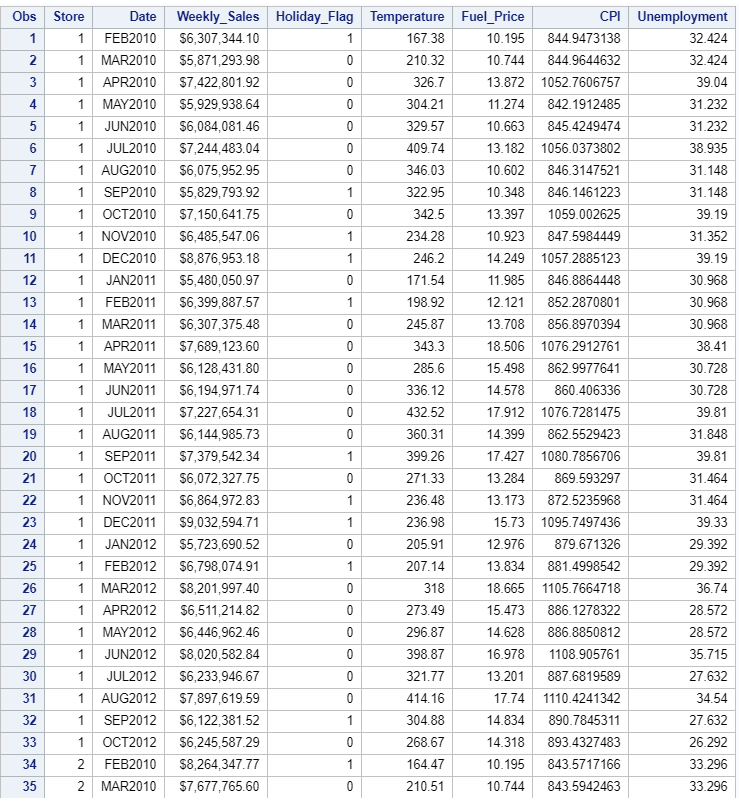 Obs Store Date Weekly_Sales Holiday_Flag Temperature Fuel_Price CPI Unemployment
1 1 FEB2010 $6,307,344.10 1 167.38 10.195 844.9473138 32.424
2 1 MAR2010 $5,871,293.98 0 210.32 10.744 844.9644632 32.424
3 1 APR2010 $7,422,801.92 0 326.7 13.872 1052.7606757 39.04
4 1 MAY2010 $5,929,938.64 0 304.21 11.274 842.1912485 31.232
5 1 JUN2010 $6,084,081.46 0 329.57 10.663 845.4249474 31.232
6 1 JUL2010 $7,244,483.04 0 409.74 13.182 1056.0373802 38.935
7 1 AUG2010 $6,075,952.95 0 346.03 10.602 846.3147521 31.148
8 1 SEP2010 $5,829,793.92 1 322.95 10.348 846.1461223 31.148
9 1 OCT2010 $7,150,641.75 0 342.5 13.397 1059.002625 39.19
10 1 NOV2010 $6,485,547.06 1 234.28 10.923 847.5984449 31.352
11 1 DEC2010 $8,876,953.18 1 246.2 14.249 1057.2885123 39.19
12 1 JAN2011 $5,480,050.97 0 171.54 11.985 846.8864448 30.968
13 1 FEB2011 $6,399,887.57 1 198.92 12.121 852.2870801 30.968
14 1 MAR2011 $6,307,375.48 0 245.87 13.708 856.8970394 30.968
15 1 APR2011 $7,689,123.60 0 343.3 18.506 1076.2912761 38.41
16 1 MAY2011 $6,128,431.80 0 285.6 15.498 862.9977641 30.728
17 1 JUN2011 $6,194,971.74 0 336.12 14.578 860.406336 30.728
18 1 JUL2011 $7,227,654.31 0 432.52 17.912 1076.7281475 39.81
19 1 AUG2011 $6,144,985.73 0 360.31 14.399 862.5529423 31.848
20 1 SEP2011 $7,379,542.34 1 399.26 17.427 1080.7856706 39.81
21 1 OCT2011 $6,072,327.75 0 271.33 13.284 869.593297 31.464
22 1 NOV2011 $6,864,972.83 1 236.48 13.173 872.5235968 31.464
23 1 DEC2011 $9,032,594.71 1 236.98 15.73 1095.7497436 39.33
24 1 JAN2012 $5,723,690.52 0 205.91 12.976 879.671326 29.392
25 1 FEB2012 $6,798,074.91 1 207.14 13.834 881.4998542 29.392
26 1 MAR2012 $8,201,997.40 0 318 18.665 1105.7664718 36.74
27 1 APR2012 $6,511,214.82 0 273.49 15.473 886.1278322 28.572
28 1 MAY2012 $6,446,962.46 0 296.87 14.628 886.8850812 28.572
29 1 JUN2012 $8,020,582.84 0 398.87 16.978 1108.905761 35.715
30 1 JUL2012 $6,233,946.67 0 321.77 13.201 887.6819589 27.632
31 1 AUG2012 $7,897,619.59 0 414.16 17.74 1110.4241342 34.54
32 1 SEP2012 $6,122,381.52 1 304.88 14.834 890.7845311 27.632
33 1 OCT2012 $6,245,587.29 0 268.67 14.318 893.4327483 26.292
34 2 FEB2010 $8,264,347.77 1 164.47 10.195 843.5717166 33.296
35 2 MAR2010 $7,677,765.60 0 210.51 10.744 843.5942463 33.296